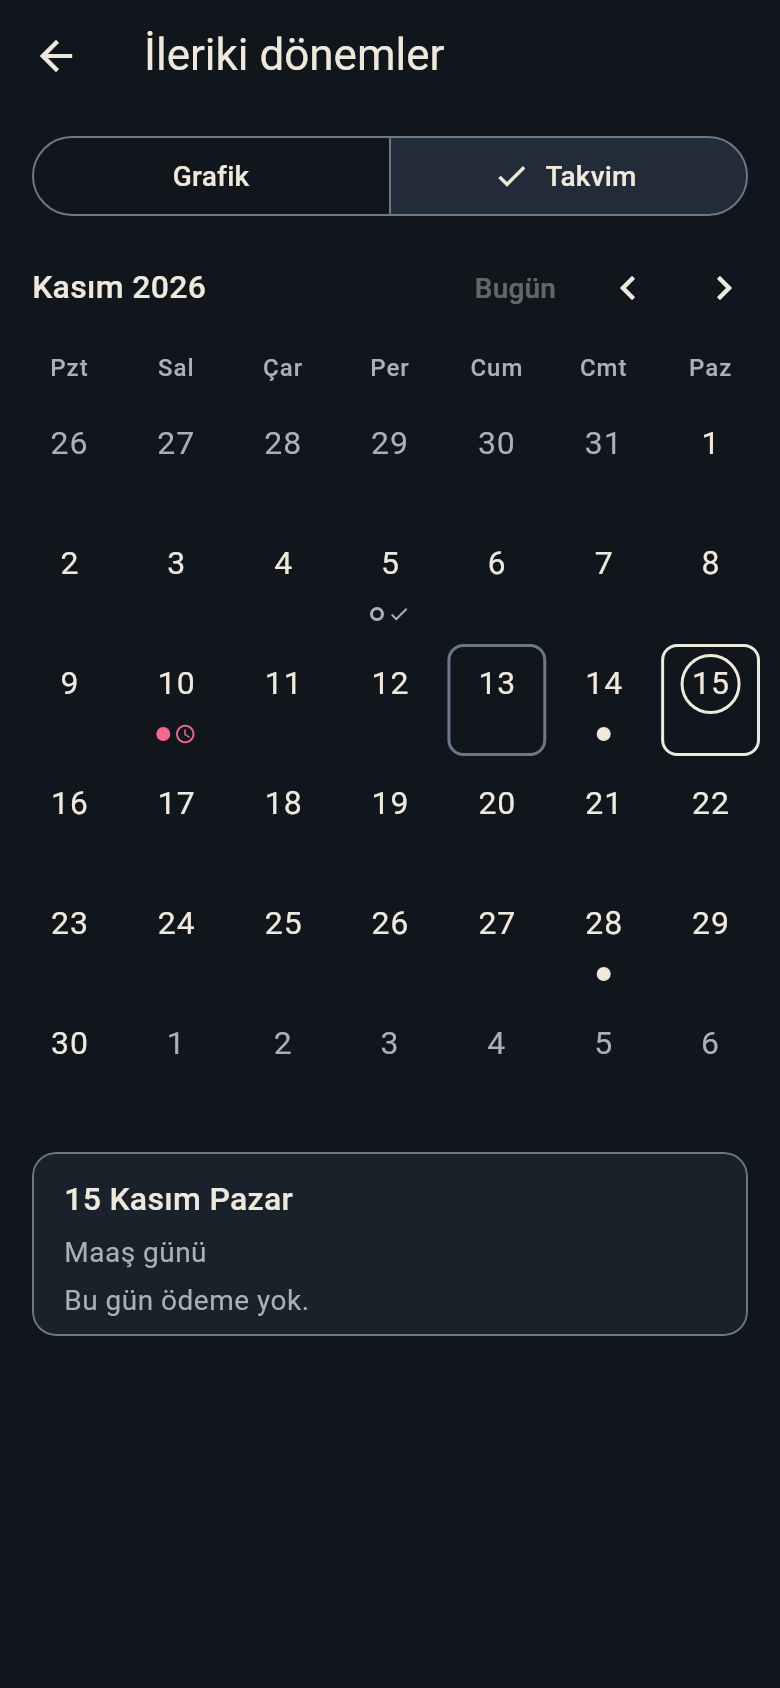 İleriki dönemler
Grafik Takvim
Kasım 2026 Bugün
Pzt Sal Çar Per Cum Cmt Paz
26 27 28 29 30 31 1
2 3 4 5 6 7 8
9 10 11 12 13 14 15
16 17 18 19 20 21 22
23 24 25 26 27 28 29
30 1 2 3 4 5 6
15 Kasım Pazar
Maaş günü
Bu gün ödeme yok.